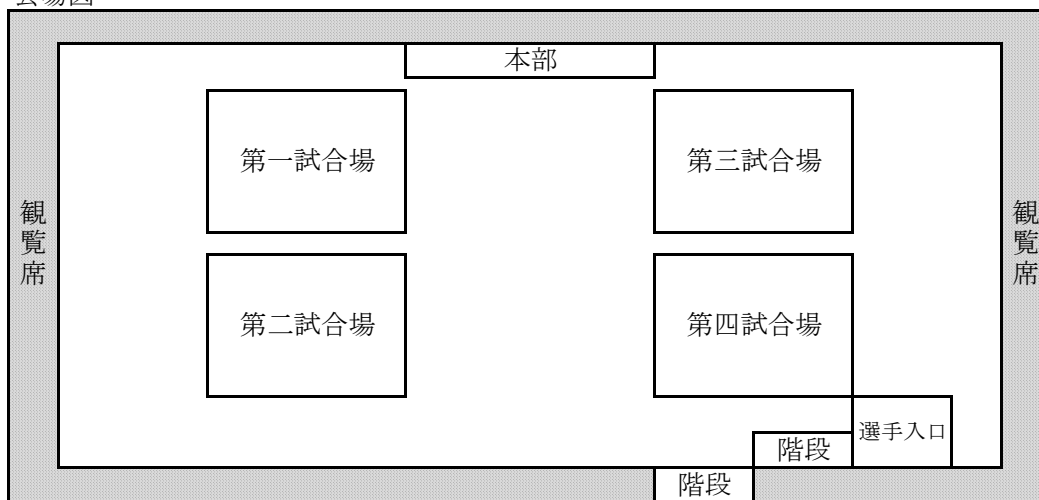 会場図
本部
第一試合場
第三試合場
観覧席
観覧席
第二試合場
第四試合場
選手入口
階段
階段